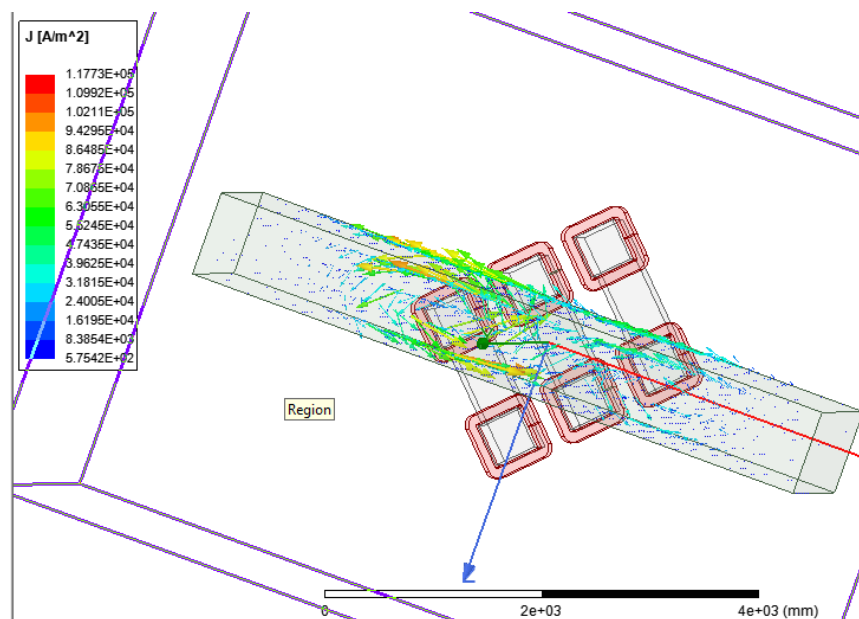 J [A/m^2]
1.1773E+05
1.0992E+05
1.0211E+05
9.4295E+04
8.6485E+04
7.8675E+04
7.0865E+04
6.3055E+04
5.5245E+04
4.7435E+04
3.9625E+04
3.1815E+04
2.4005E+04
1.6195E+04
8.3854E+03
5.7542E+02
Region
Z
0 2e+03 4e+03 (mm)